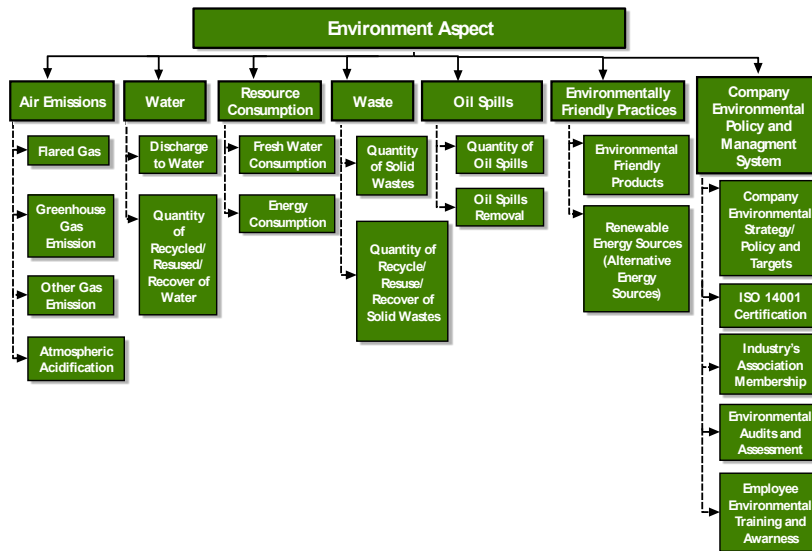 Environment Aspect
Air Emissions
Flared Gas
Greenhouse
Gas
Emission
Other Gas
Emission
Atmospheric
Acidification
Water
Discharge
to Water
Quantity
of
Recycled/
Resused/
Recover of
Water
Resource
Consumption
Fresh Water
Consumption
Energy
Consumption
Waste
Quantity
of Solid
Wastes
Quantity of
Recycle/
Resuse/
Recover of
Solid Wastes
Oil Spills
Quantity of
Oil Spills
Oil Spills
Removal
Environmentally
Friendly Practices
Environmental
Friendly
Products
Renewable
Energy Sources
(Alternative
Energy
Sources)
Company
Environmental
Policy and
Managment
System
Company
Environmental
Strategy/
Policy and
Targets
ISO 14001
Certification
Industry's
Association
Membership
Environmental
Audits and
Assessment
Employee
Environmental
Training and
Awarness